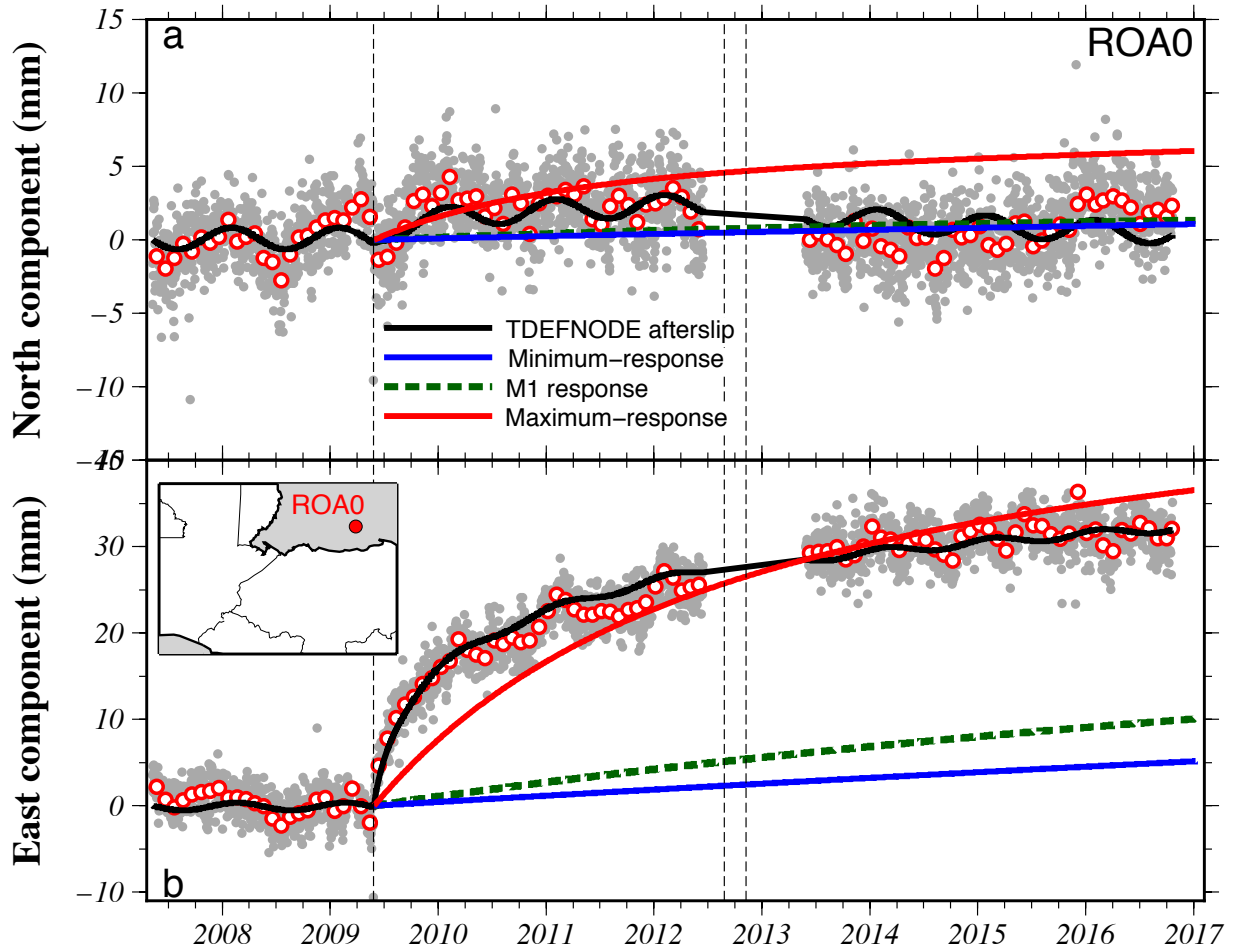 a
ROA0
15
10
5
0
−5
−10
North component (mm)
TDEFNODE afterslip
Minimum−response
M1 response
Maximum−response
ROA0
30
20
10
0
−10
East component (mm)
b
2008 2009 2010 2011 2012 2013 2014 2015 2016 2017